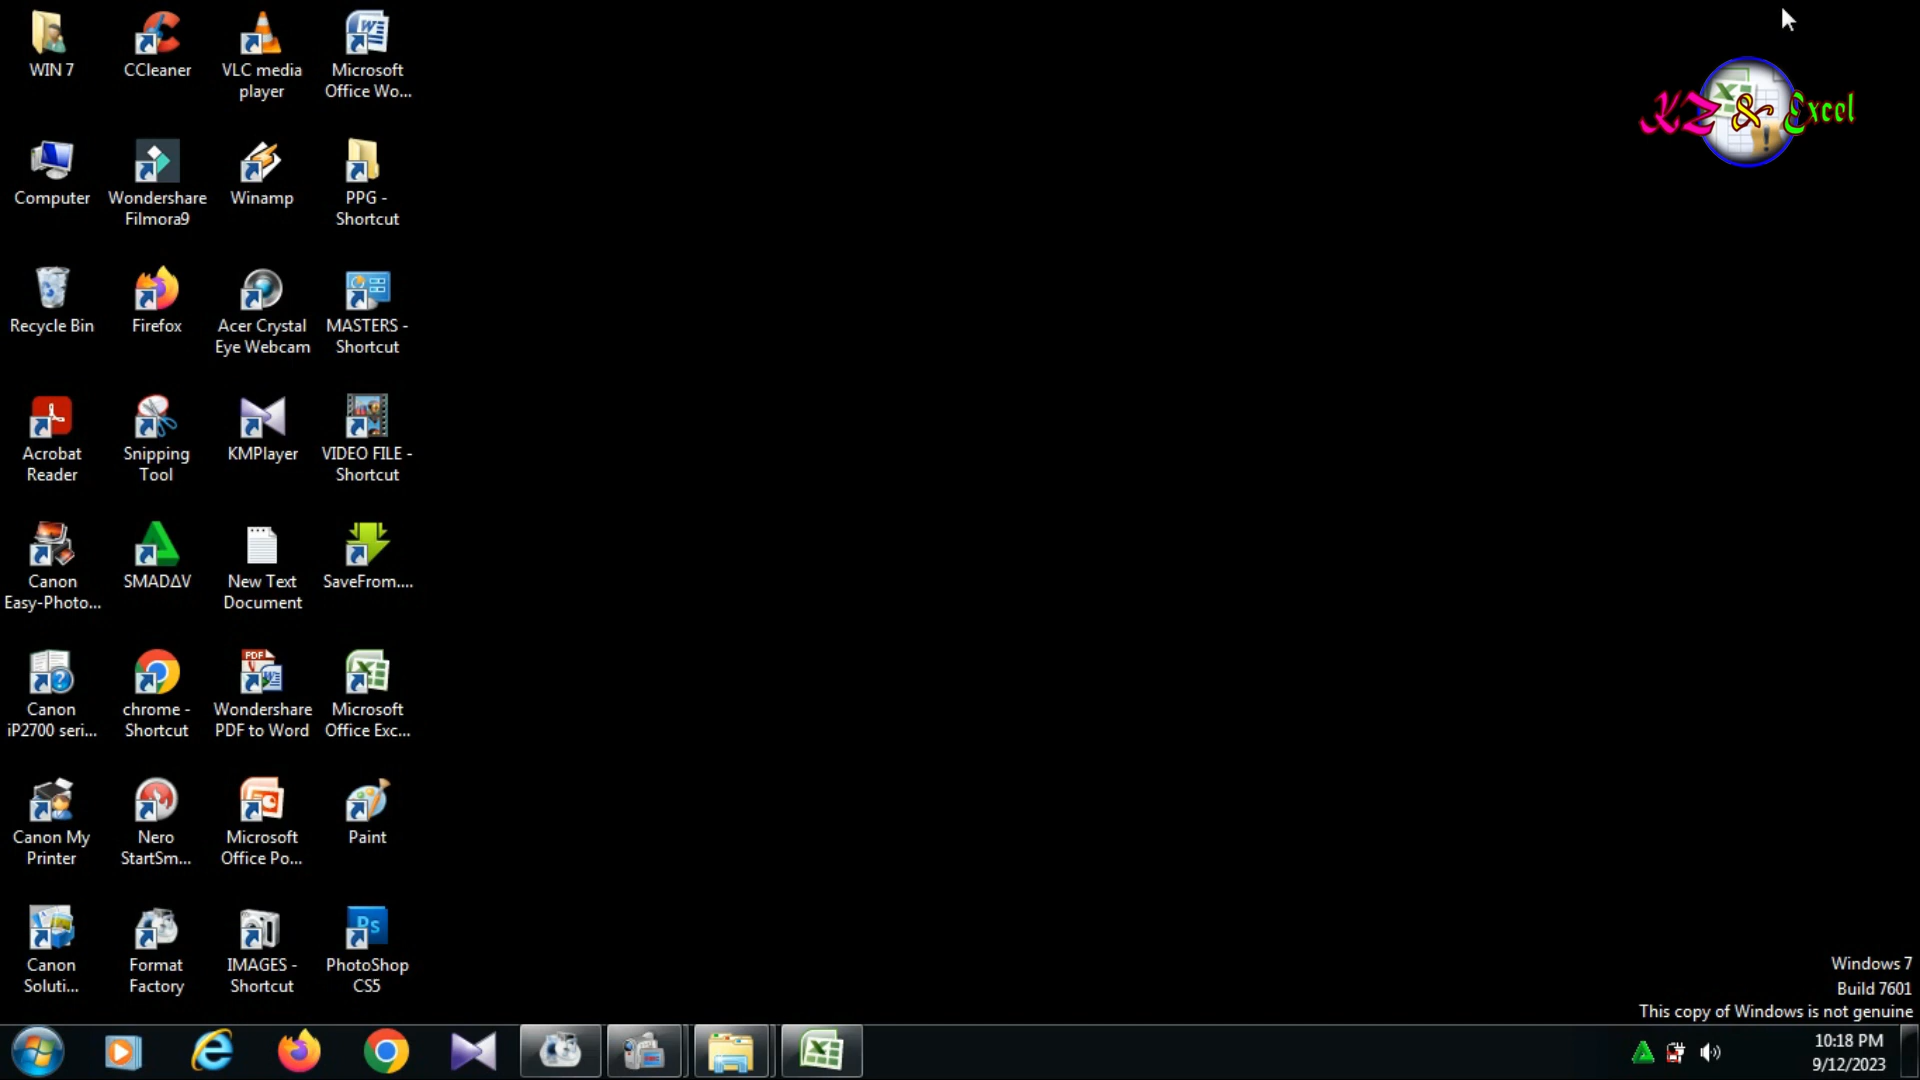 WIN 7
CCleaner
VLC media
player
Microsoft
Office Wo...
KZ & Excel
Computer
Wondershare
Filmora9
Winamp
PPG -
Shortcut
Recycle Bin
Firefox
Acer Crystal
Eye Webcam
MASTERS -
Shortcut
Acrobat
Reader
Snipping
Tool
KMPlayer
VIDEO FILE -
Shortcut
Canon
Easy-Photo...
SMAD∆V
New Text
Document
SaveFrom....
Canon
iP2700 seri...
chrome -
Shortcut
PDF
Wondershare
PDF to Word
Microsoft
Office Exc...
Canon My
Printer
Nero
StartSm...
Microsoft
Office Po...
Paint
Canon
Soluti...
Format
Factory
IMAGES -
Shortcut
Ps
PhotoShop
CS5
Windows 7
Build 7601
This copy of Windows is not genuine
10:18 PM
9/12/2023